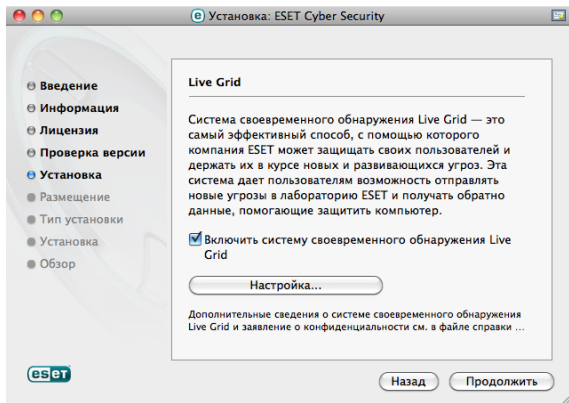 Установка: ESET Cyber Security
Введение
Информация
Лицензия
Проверка версии
Установка
Размещение
Тип установки
Установка
Обзор
Live Grid
Система своевременного обнаружения Live Grid — это
самый эффективный способ, с помощью которого
компания ESET может защищать своих пользователей и
держать их в курсе новых и развивающихся угроз. Эта
система дает пользователям возможность отправлять
новые угрозы в лабораторию ESET и получать обратно
данные, помогающие защитить компьютер.
Включить систему своевременного обнаружения Live
Grid
Настройка...
Дополнительные сведения о системе своевременного обнаружения
Live Grid и заявление о конфиденциальности см. в файле справки ...
eset
Назад
Продолжить